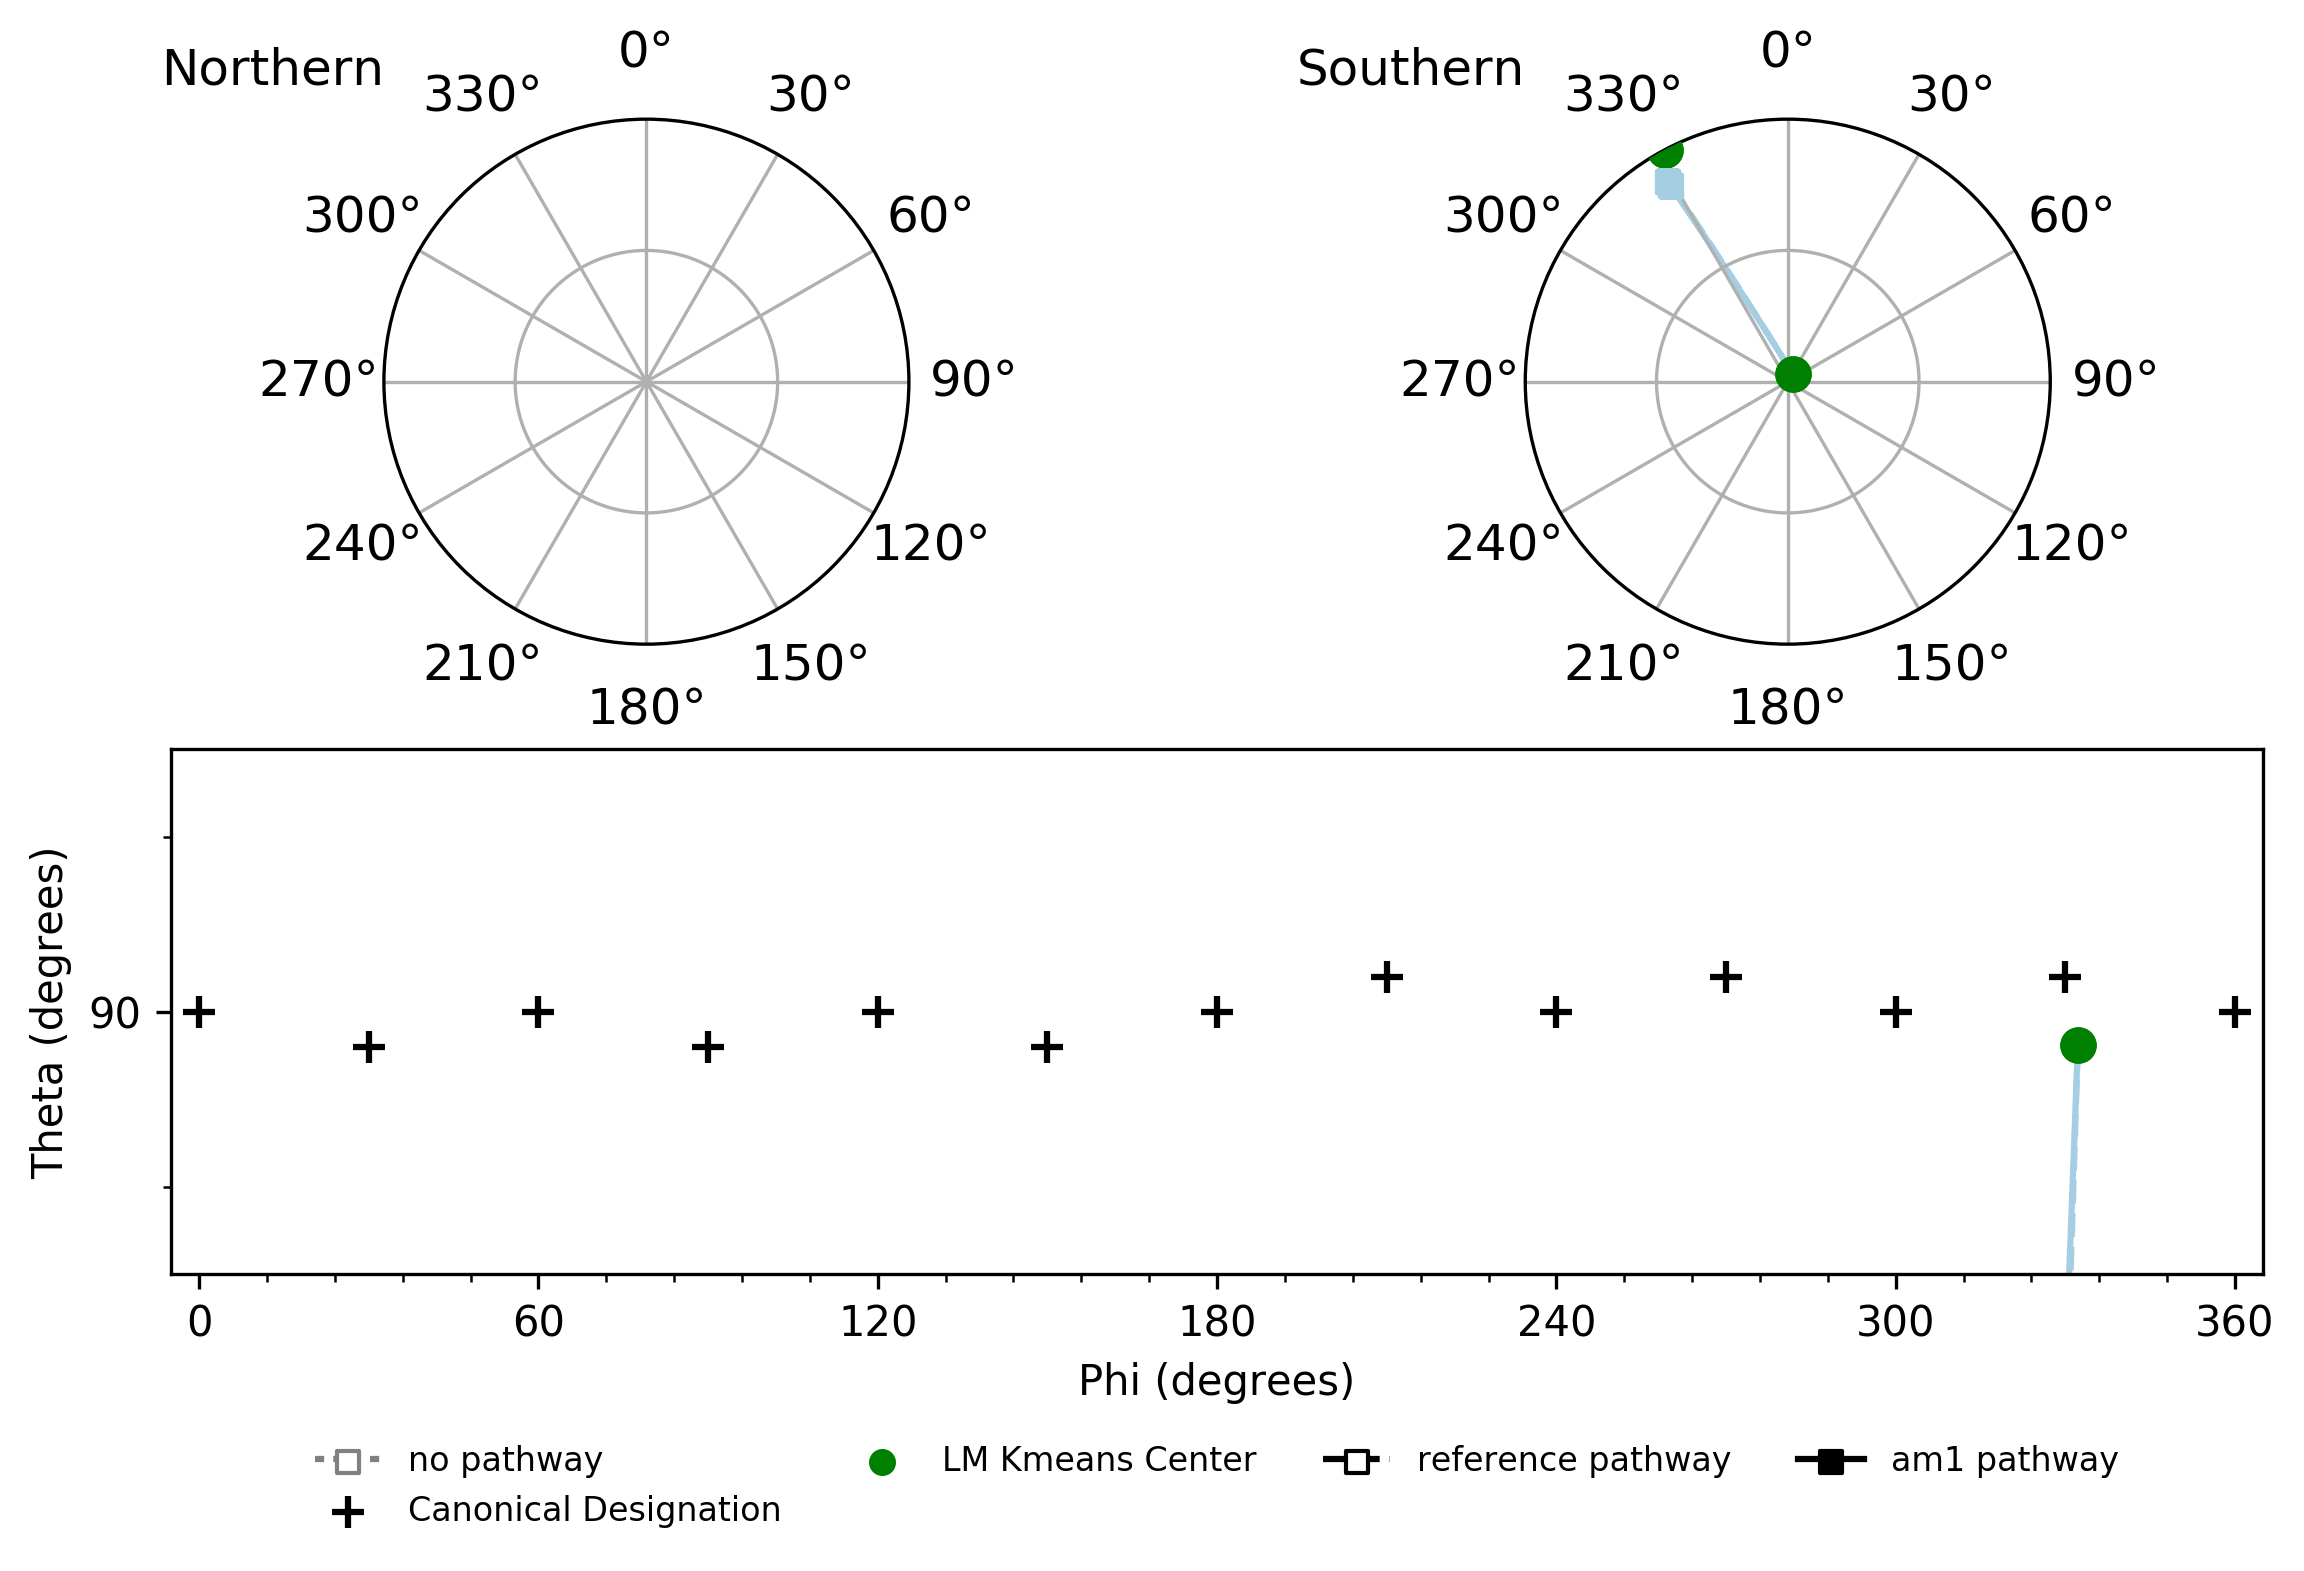 Northern
0°
30°
60°
90°
120°
150°
180°
210°
240°
270°
300°
330°
Southern
0°
30°
60°
90°
120°
150°
180°
210°
240°
270°
300°
330°
Theta (degrees)
90
0 60 120 180 240 300 360
Phi (degrees)
no pathway
Canonical Designation
LM Kmeans Center
reference pathway
am1 pathway